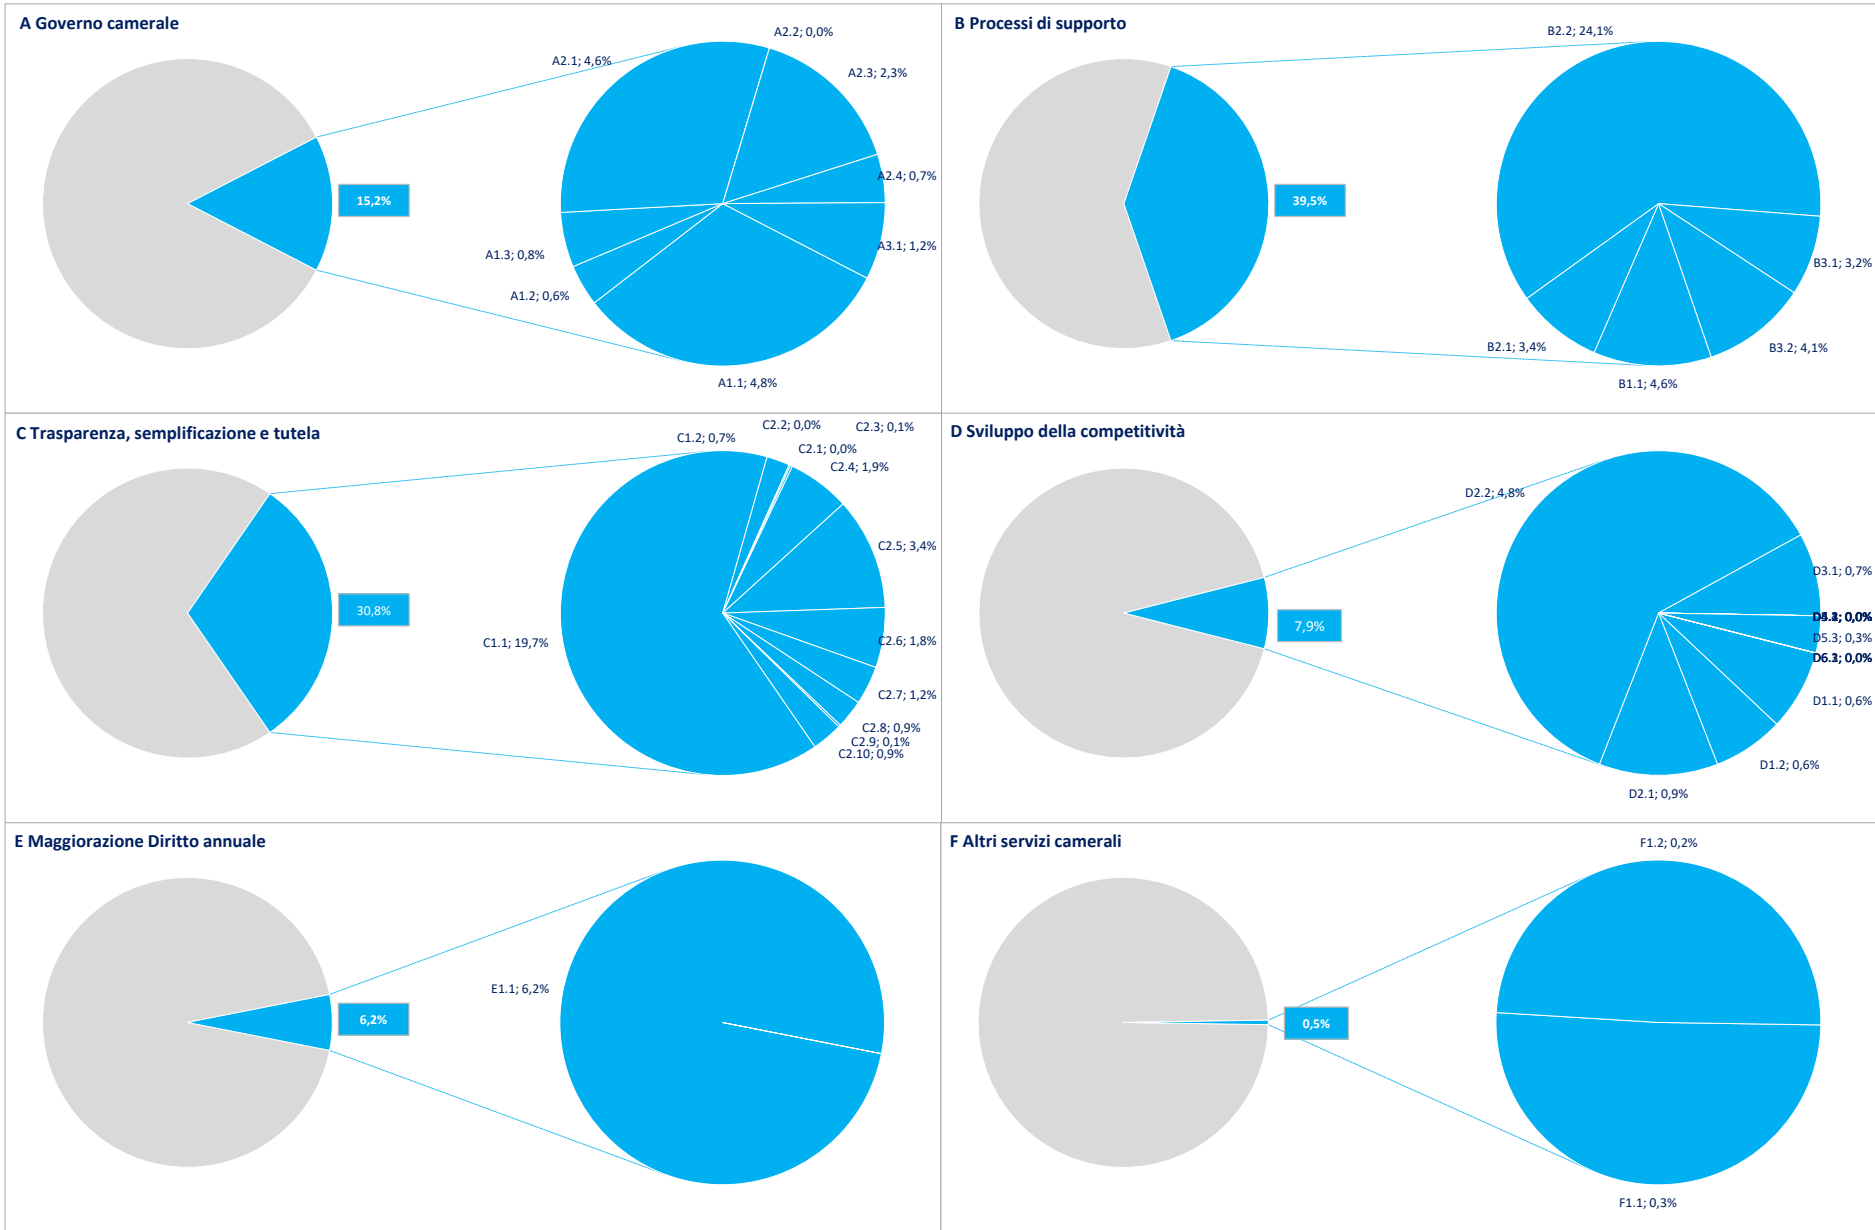 A Governo camerale
A2.2; 0,0%
A2.1; 4,6%
A2.3; 2,3%
A2.4; 0,7%
15,2%
A3.1; 1,2%
A1.3; 0,8%
A1.2; 0,6%
A1.1; 4,8%
B Processi di supporto
B2.2; 24,1%
39,5%
B3.1; 3,2%
B2.1; 3,4%
B3.2; 4,1%
B1.1; 4,6%
C Trasparenza, semplificazione e tutela
C2.2; 0,0%
C2.3; 0,1%
C1.2; 0,7%
C2.1; 0,0%
C2.4; 1,9%
C2.5; 3,4%
30,8%
C1.1; 19,7%
C2.6; 1,8%
C2.7; 1,2%
C2.8; 0,9%
C2.9; 0,1%
C2.10; 0,9%
D Sviluppo della competitività
D2.2; 4,8%
D3.1; 0,7%
7,9%
D5.3; 0,3%
D1.1; 0,6%
D1.2; 0,6%
D2.1; 0,9%
E Maggiorazione Diritto annuale
E1.1; 6,2%
6,2%
F Altri servizi camerali
F1.2; 0,2%
0,5%
F1.1; 0,3%